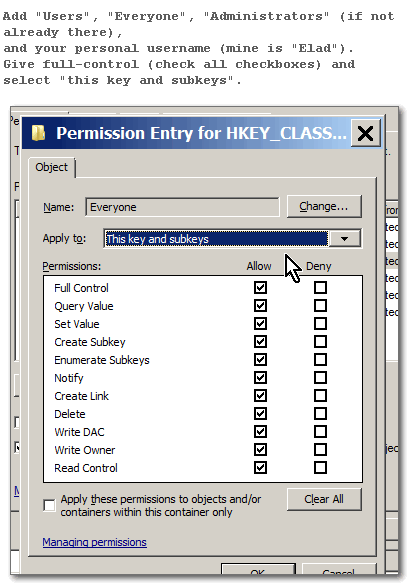 Add "Users", "Everyone", "Administrators" (if not
already there),
and your personal username (mine is "Elad").
Give full-control (check all checkboxes) and
select "this key and subkeys".
Permission Entry for HKEY_CLASS...
Object
Name: Everyone Change...
Apply to: This key and subkeys
Permissions: Allow Deny
Full Control
Query Value
Set Value
Create Subkey
Enumerate Subkeys
Notify
Create Link
Delete
Write DAC
Write Owner
Read Control
Apply these permissions to objects and/or
containers within this container only
Clear All
Managing permissions
OK Cancel